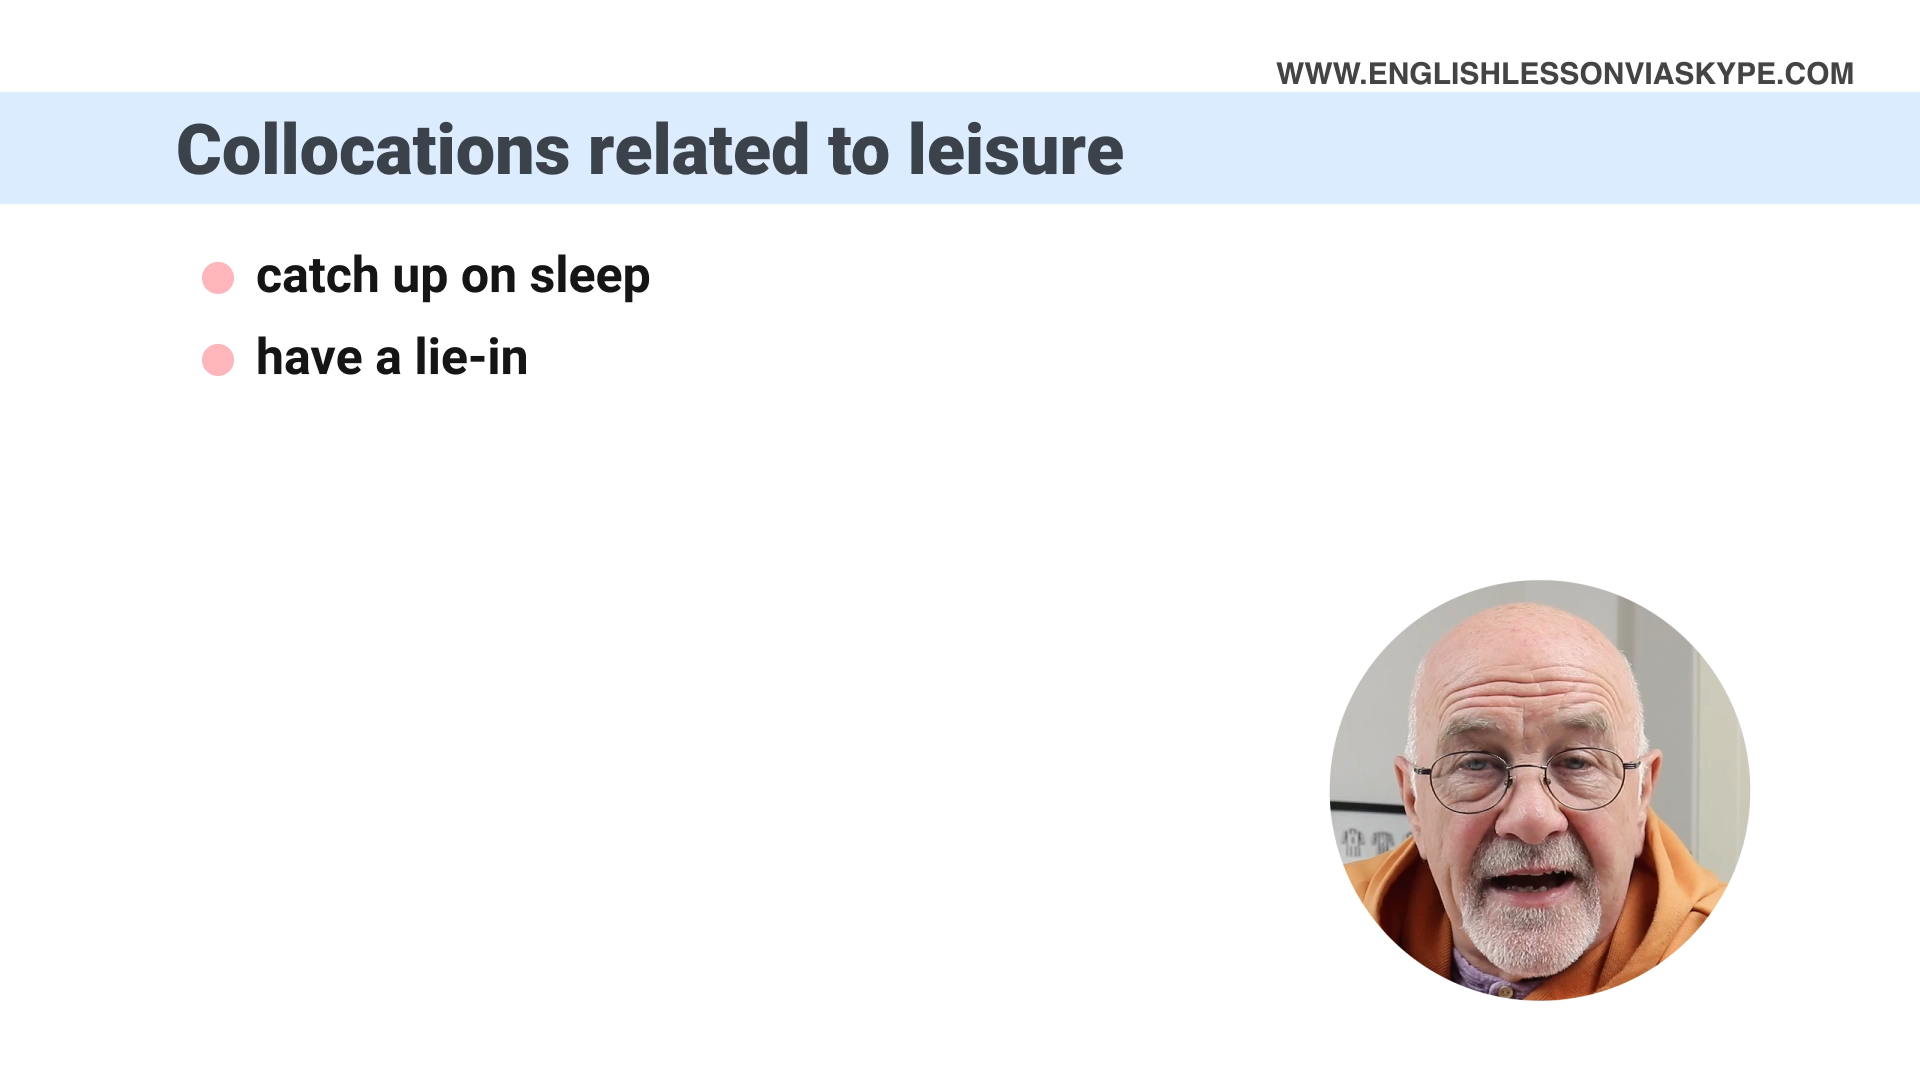 WWW.ENGLISHLESSONVIASKYPE.COM
Collocations related to leisure
catch up on sleep
have a lie-in